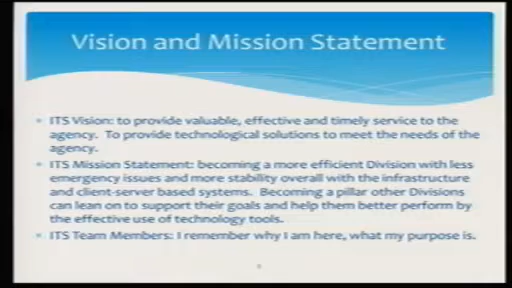 Vision and Mission Statement
ITS Vision: to provide valuable, effective and timely service to the
agency. To provide technological solutions to meet the needs of the
agency.
ITS Mission Statement: becoming a more efficient Division with less
emergency issues and more stability overall with the infrastructure
and client-server based systems. Becoming a pillar other Divisions
can lean on to support their goals and help them better perform by
the effective use of technology tools.
ITS Team Members: I remember why I am here, what my purpose is.